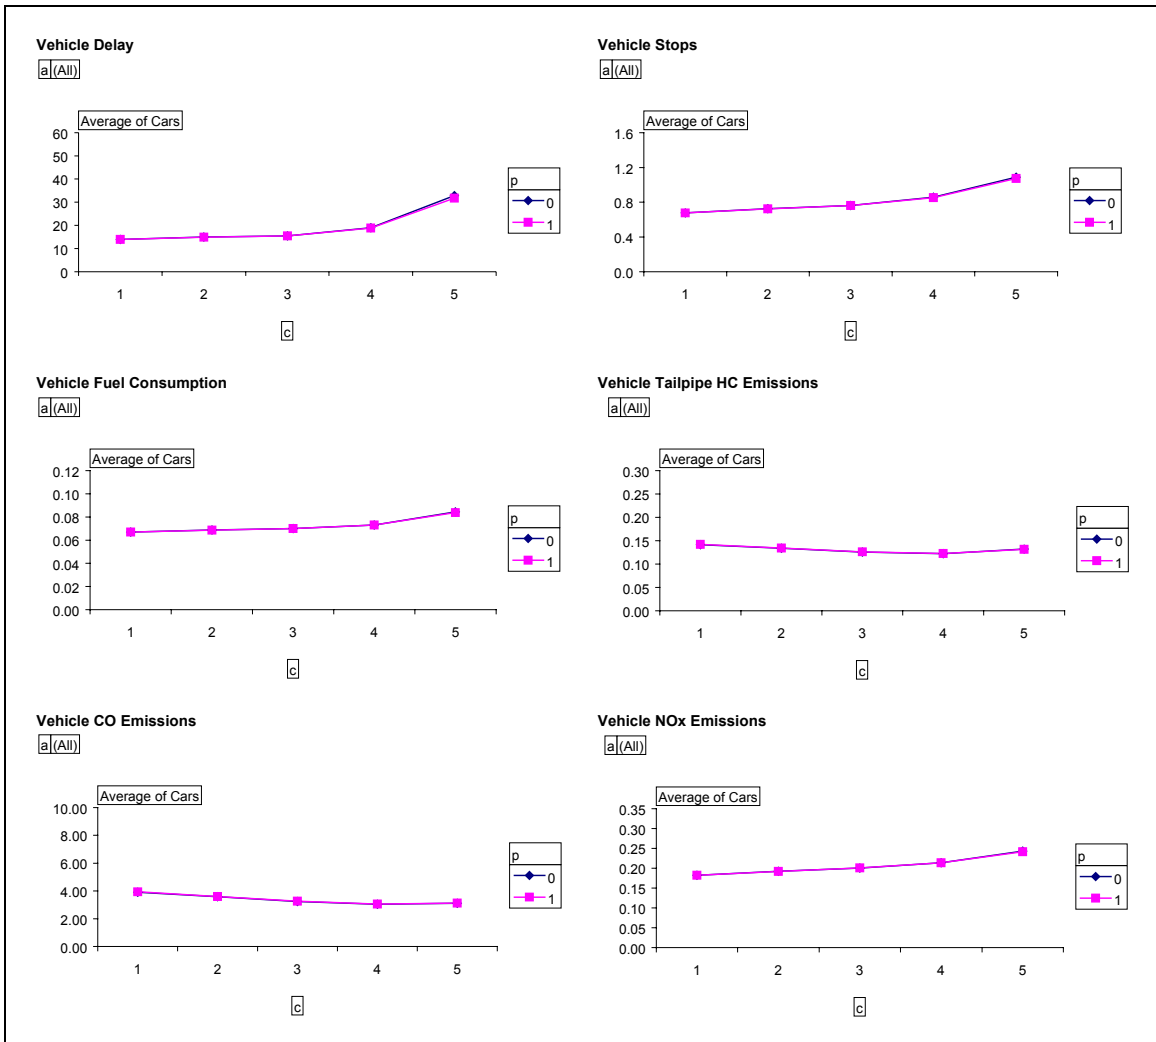 Vehicle Delay
a (All)
Average of Cars
60
50
40
30
20
10
0
1 2 3 4 5
c
p
0
1
Vehicle Stops
a (All)
Average of Cars
1.6
1.2
0.8
0.4
0.0
1 2 3 4 5
c
p
0
1
Vehicle Fuel Consumption
a (All)
Average of Cars
0.12
0.10
0.08
0.06
0.04
0.02
0.00
1 2 3 4 5
c
p
0
1
Vehicle Tailpipe HC Emissions
a (All)
Average of Cars
0.30
0.25
0.20
0.15
0.10
0.05
0.00
1 2 3 4 5
c
p
0
1
Vehicle CO Emissions
a (All)
Average of Cars
10.00
8.00
6.00
4.00
2.00
0.00
1 2 3 4 5
c
p
0
1
Vehicle NOx Emissions
a (All)
Average of Cars
0.35
0.30
0.25
0.20
0.15
0.10
0.05
0.00
1 2 3 4 5
c
p
0
1